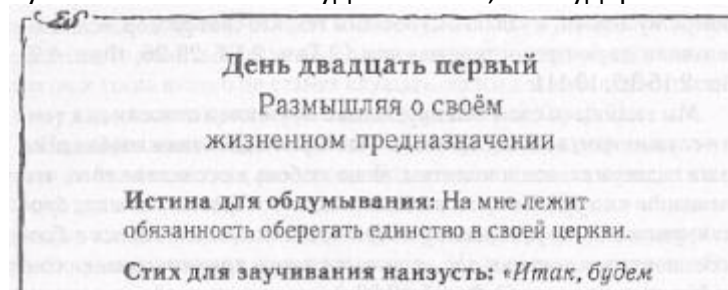 День двадцать первый
Размышляя о своём
жизненном предназначении
Истина для обдумывания: На мне лежит
обязанность оберегать единство в своей церкви.
Стих для заучивания наизусть: «Итак, будем